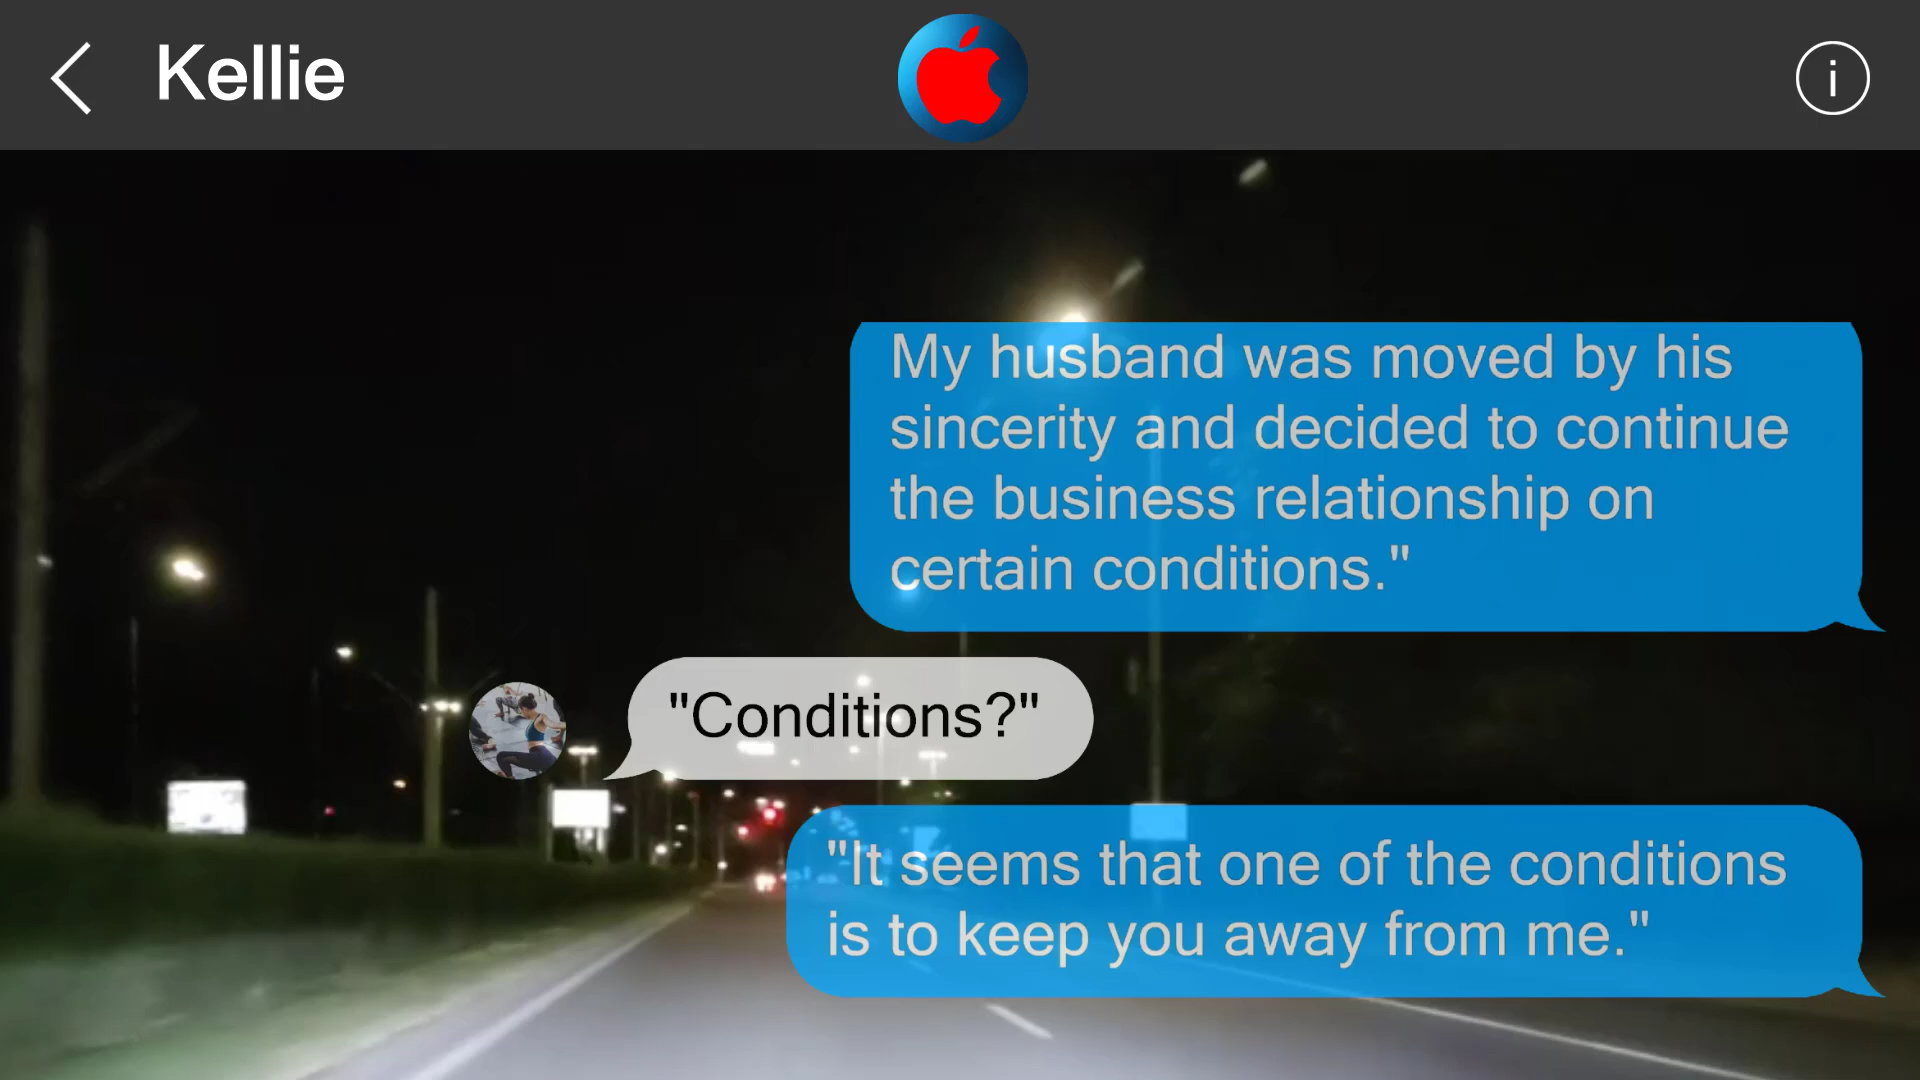 Kellie
i
My husband was moved by his
sincerity and decided to continue
the business relationship on
certain conditions."
"Conditions?"
"It seems that one of the conditions
is to keep you away from me."